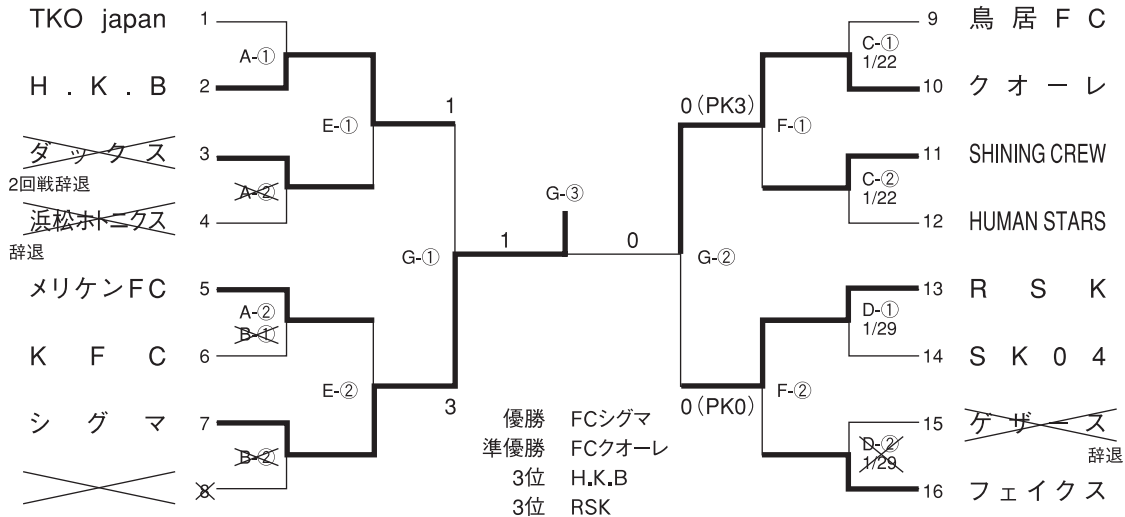 TKO japan 1
A-①
H.K.B 2
E-①
1
ダックス 3
2回戦辞退
A-②
浜松ホトニクス 4
辞退
G-①
メリケンFC 5
A-②
B-①
KFC 6
E-②
3
シグマ 7
B-②
8
1
G-③
0
9 鳥居FC
C-①
1/22
10 クオーレ
0(PK3)
F-①
11 SHINING CREW
C-②
1/22
12 HUMAN STARS
G-②
13 RSK
D-①
1/29
14 SK04
F-②
0(PK0)
15 ゲザース
辞退
D-②
1/29
16 フェイクス
優勝 FCシグマ
準優勝 FCクオーレ
3位 H.K.B
3位 RSK